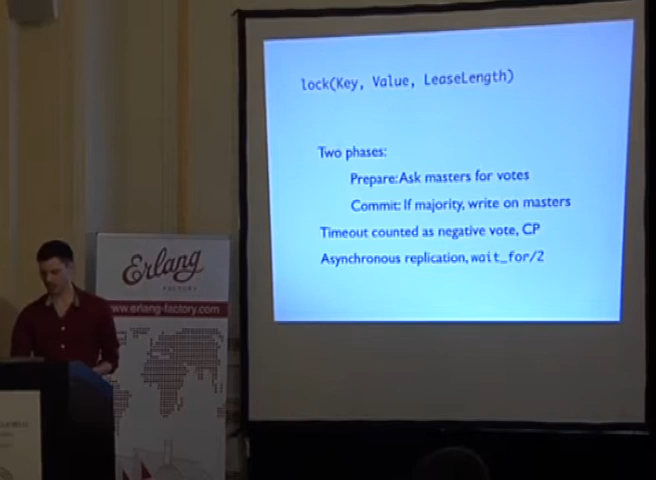 lock(Key, Value, LeaseLength)
Two phases:
Prepare: Ask masters for votes
Commit: If majority, write on masters
Timeout counted as negative vote, CP
Asynchronous replication, wait_for/2
Erlang
FACTORY
www.erlang-factory.com